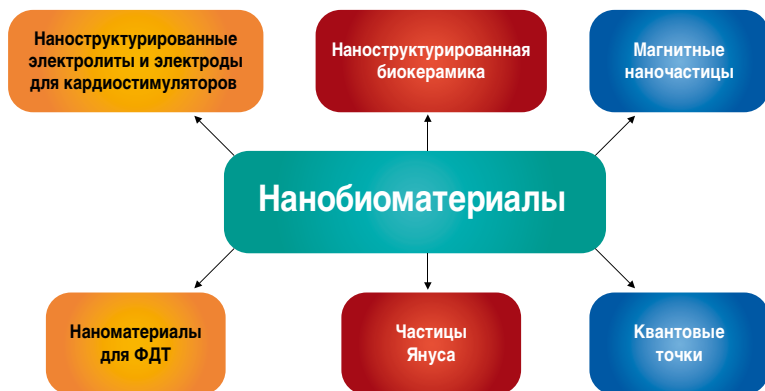 Наноструктурированные
электролиты и электроды
для кардиостимуляторов
Наноструктурированная
биокерамика
Магнитные
наночастицы
Нанобиоматериалы
Наноматериалы
для ФДТ
Частицы
Януса
Квантовые
точки